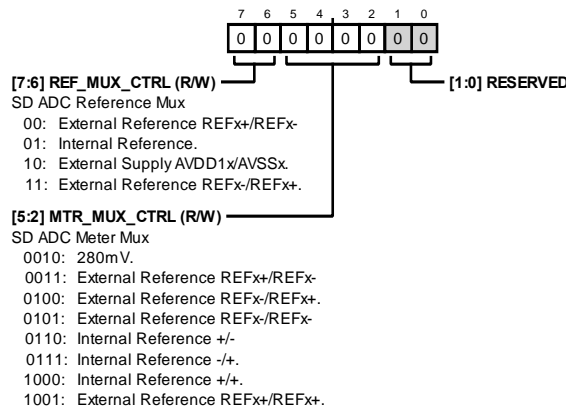 7 6 5 4 3 2 1 0
0 0 0 0 0 0 0 0
[7:6] REF_MUX_CTRL (R/W) [1:0] RESERVED
SD ADC Reference Mux
00: External Reference REFx+/REFx-
01: Internal Reference.
10: External Supply AVDD1x/AVSSx.
11: External Reference REFx-/REFx+.
[5:2] MTR_MUX_CTRL (R/W)
SD ADC Meter Mux
0010: 280mV.
0011: External Reference REFx+/REFx-
0100: External Reference REFx-/REFx+.
0101: External Reference REFx-/REFx-
0110: Internal Reference +/-
0111: Internal Reference -/+.
1000: Internal Reference +/+.
1001: External Reference REFx+/REFx+.